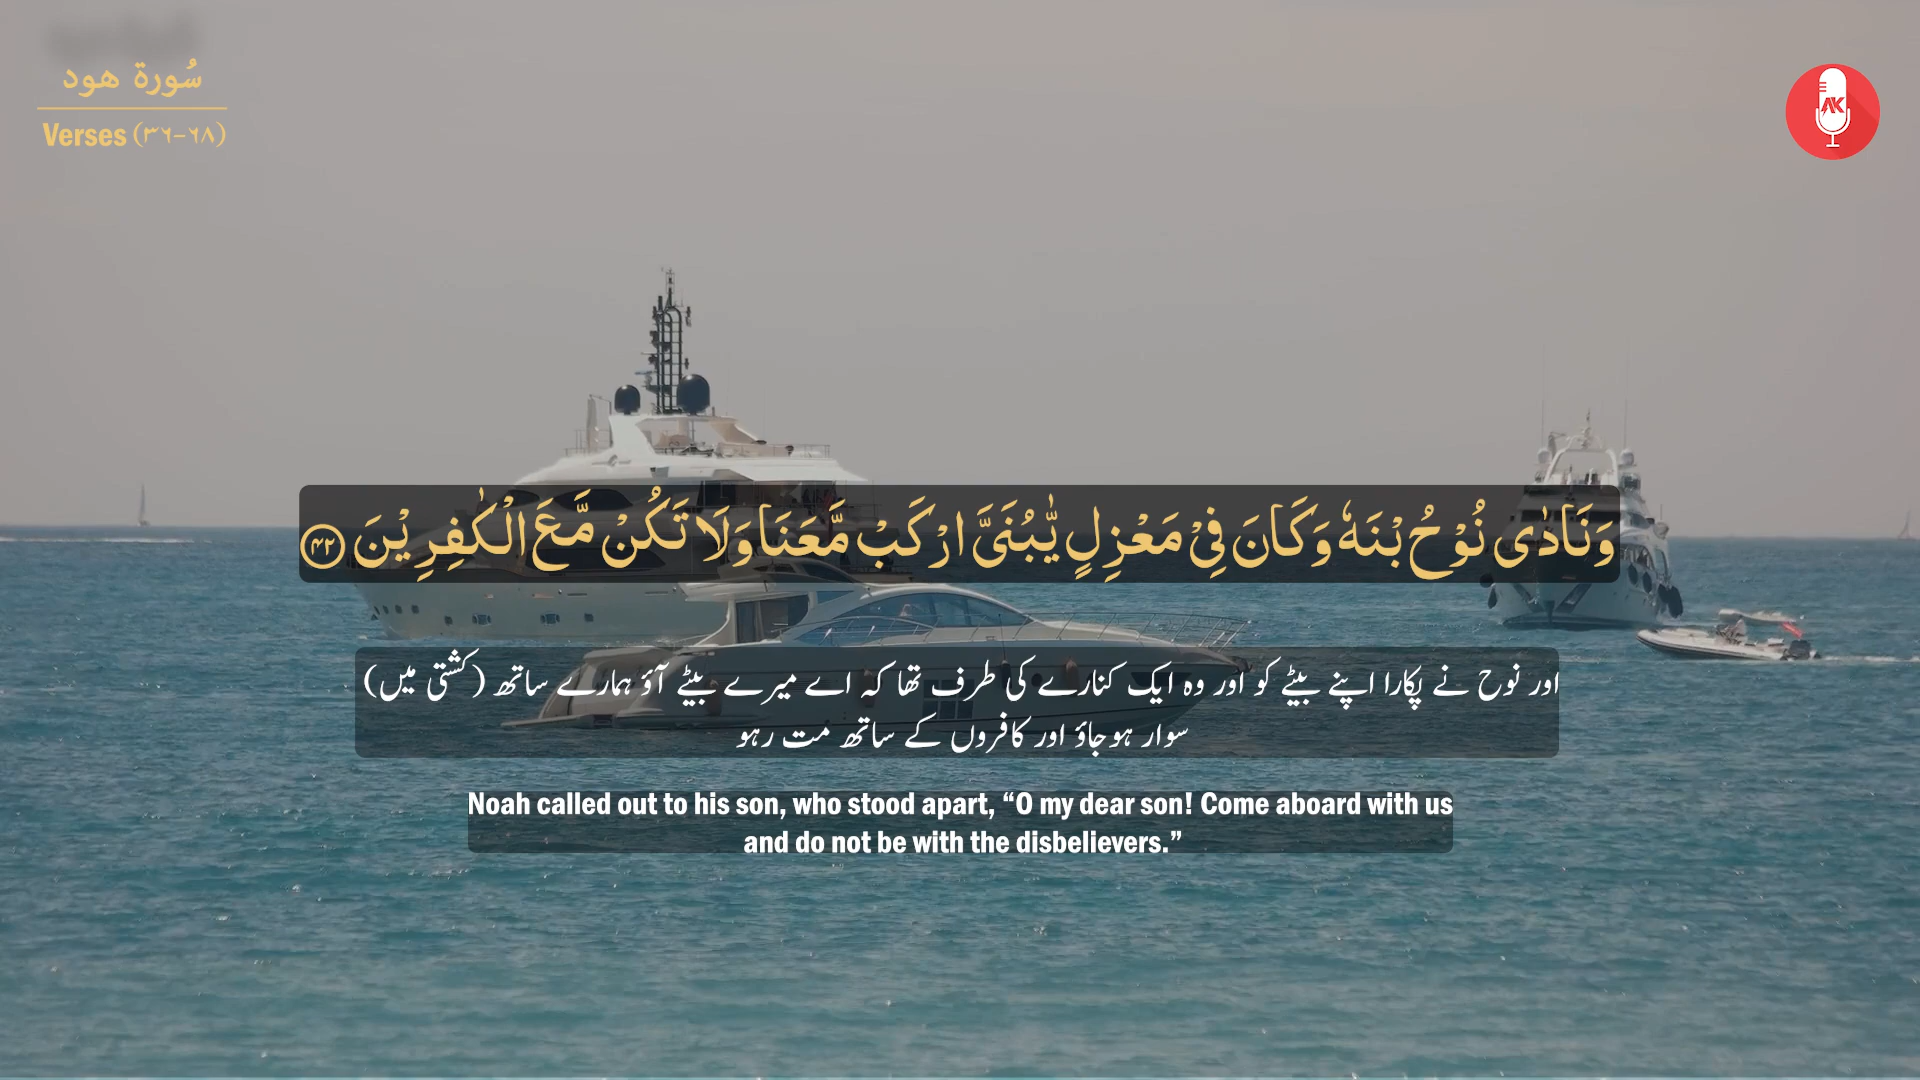 سُورة هود
Verses (٣٦-٦٨)
AK
وَنَادٰى نُوْحُ ۨابْنَهٗ وَكَانَ فِىْ مَعْزِلٍ يّٰبُنَىَّ ارْكَبْ مَّعَنَا وَلَا تَكُنْ مَّعَ الْكٰفِرِيْنَ ۴۲
اور نوح نے پکارا اپنے بیٹے کو اور وہ ایک کنارے کی طرف تھا کہ اے میرے بیٹے آؤ ہمارے ساتھ (کشتی میں)
سوار ہوجاؤ اور کافروں کے ساتھ مت رہو
Noah called out to his son, who stood apart, “O my dear son! Come aboard with us
and do not be with the disbelievers.”